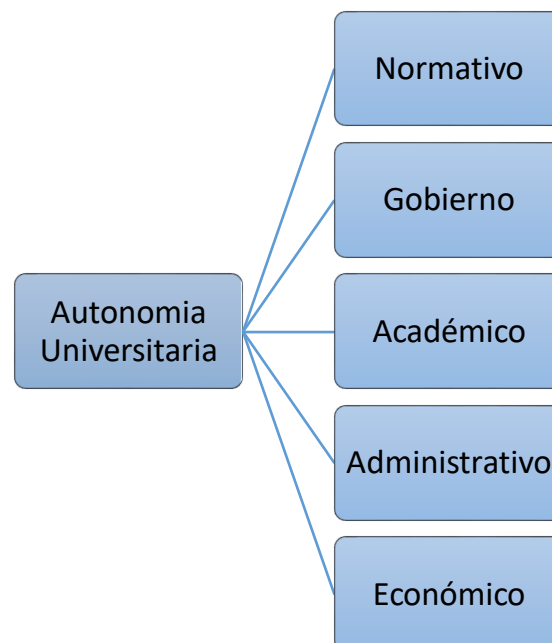 Normativo
Gobierno
Autonomia
Universitaria
Académico
Administrativo
Económico